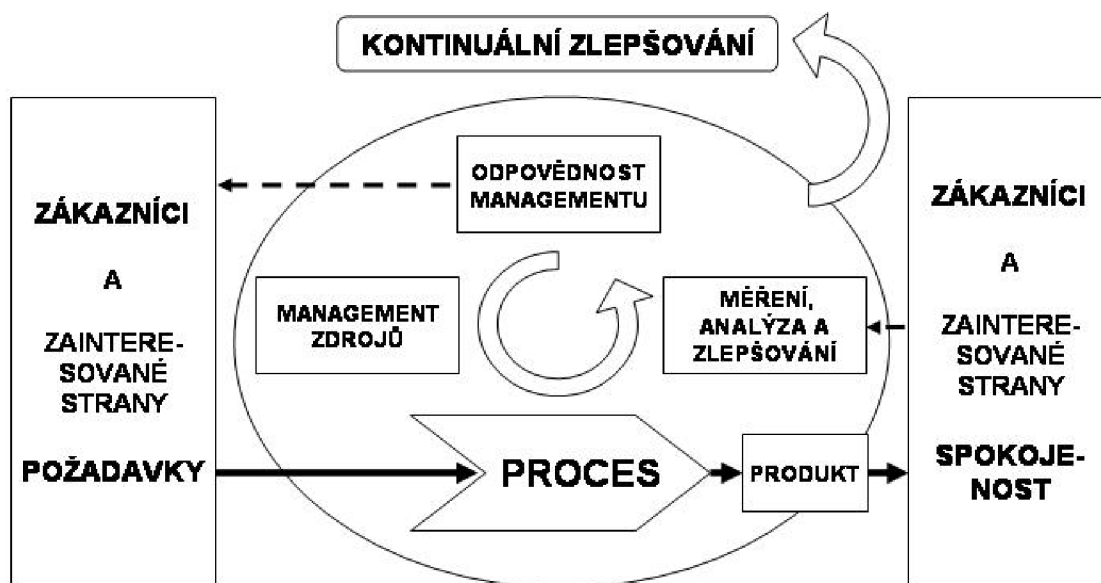 KONTINUÁLNÍ ZLEPŠOVÁNÍ
ZÁKAZNÍCI
A
ZAINTERE-
SOVANÉ
STRANY
POŽADAVKY
ODPOVĚDNOST
MANAGEMENTU
MANAGEMENT
ZDROJŮ
MĚŘENÍ,
ANALÝZA A
ZLEPŠOVÁNÍ
PROCES
PRODUKT
ZÁKAZNÍCI
A
ZAINTERE-
SOVANÉ
STRANY
SPOKOJE-
NOST